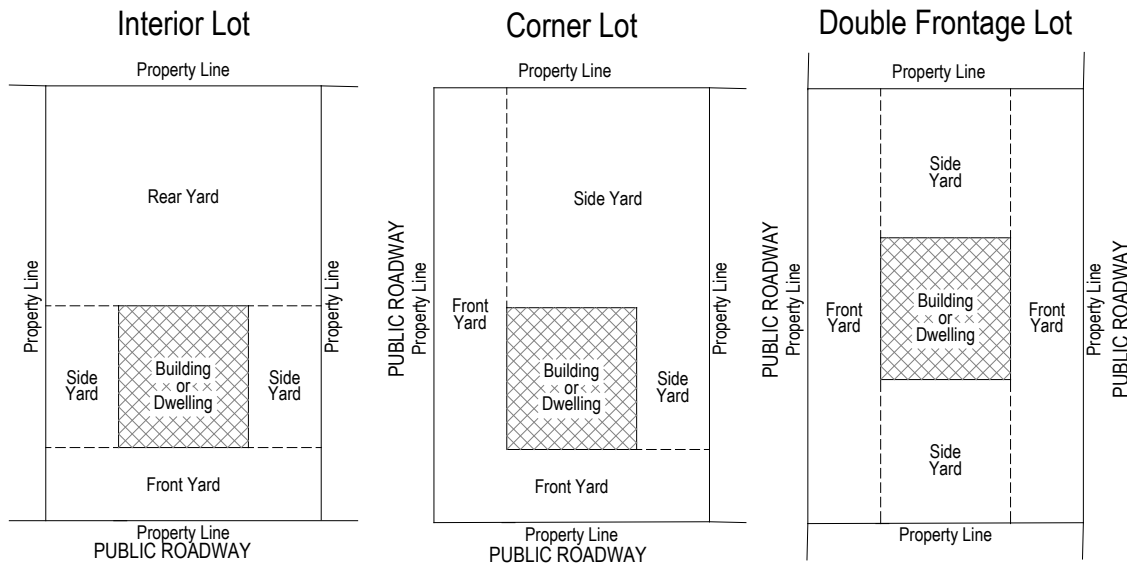 Interior Lot
Property Line
Rear Yard
Property Line
Property Line
Side
Yard
Building
or
Dwelling
Side
Yard
Front Yard
Property Line
PUBLIC ROADWAY
Corner Lot
Property Line
Side Yard
PUBLIC ROADWAY
Property Line
Front
Yard
Property Line
Building
or
Dwelling
Side
Yard
Front Yard
Property Line
PUBLIC ROADWAY
Double Frontage Lot
Property Line
Side
Yard
PUBLIC ROADWAY
Property Line
Front
Yard
Building
or
Dwelling
Front
Yard
Property Line
PUBLIC ROADWAY
Side
Yard
Property Line